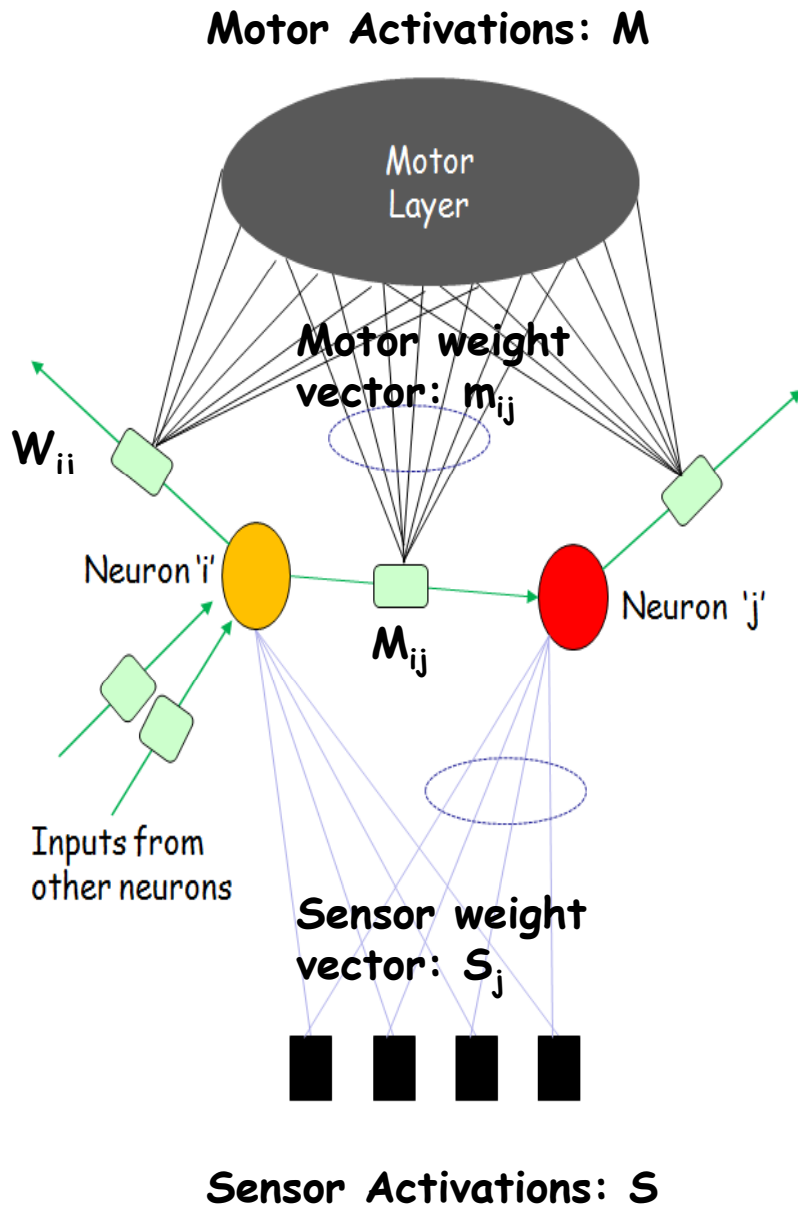 Motor Activations: M
Motor
Layer
Motor weight
vector: mᵢⱼ
Wᵢᵢ
Neuron 'i'
Neuron 'j'
Mᵢⱼ
Inputs from
other neurons
Sensor weight
vector: Sⱼ
Sensor Activations: S